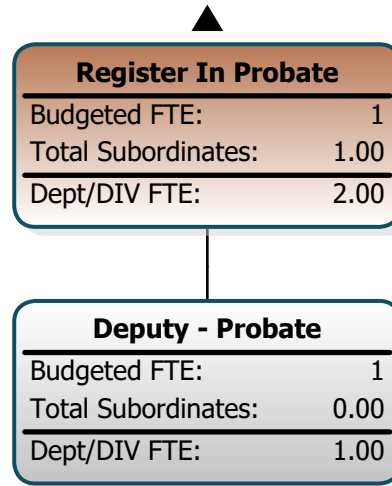 Register In Probate
Budgeted FTE: 1
Total Subordinates: 1.00
Dept/DIV FTE: 2.00
Deputy - Probate
Budgeted FTE: 1
Total Subordinates: 0.00
Dept/DIV FTE: 1.00